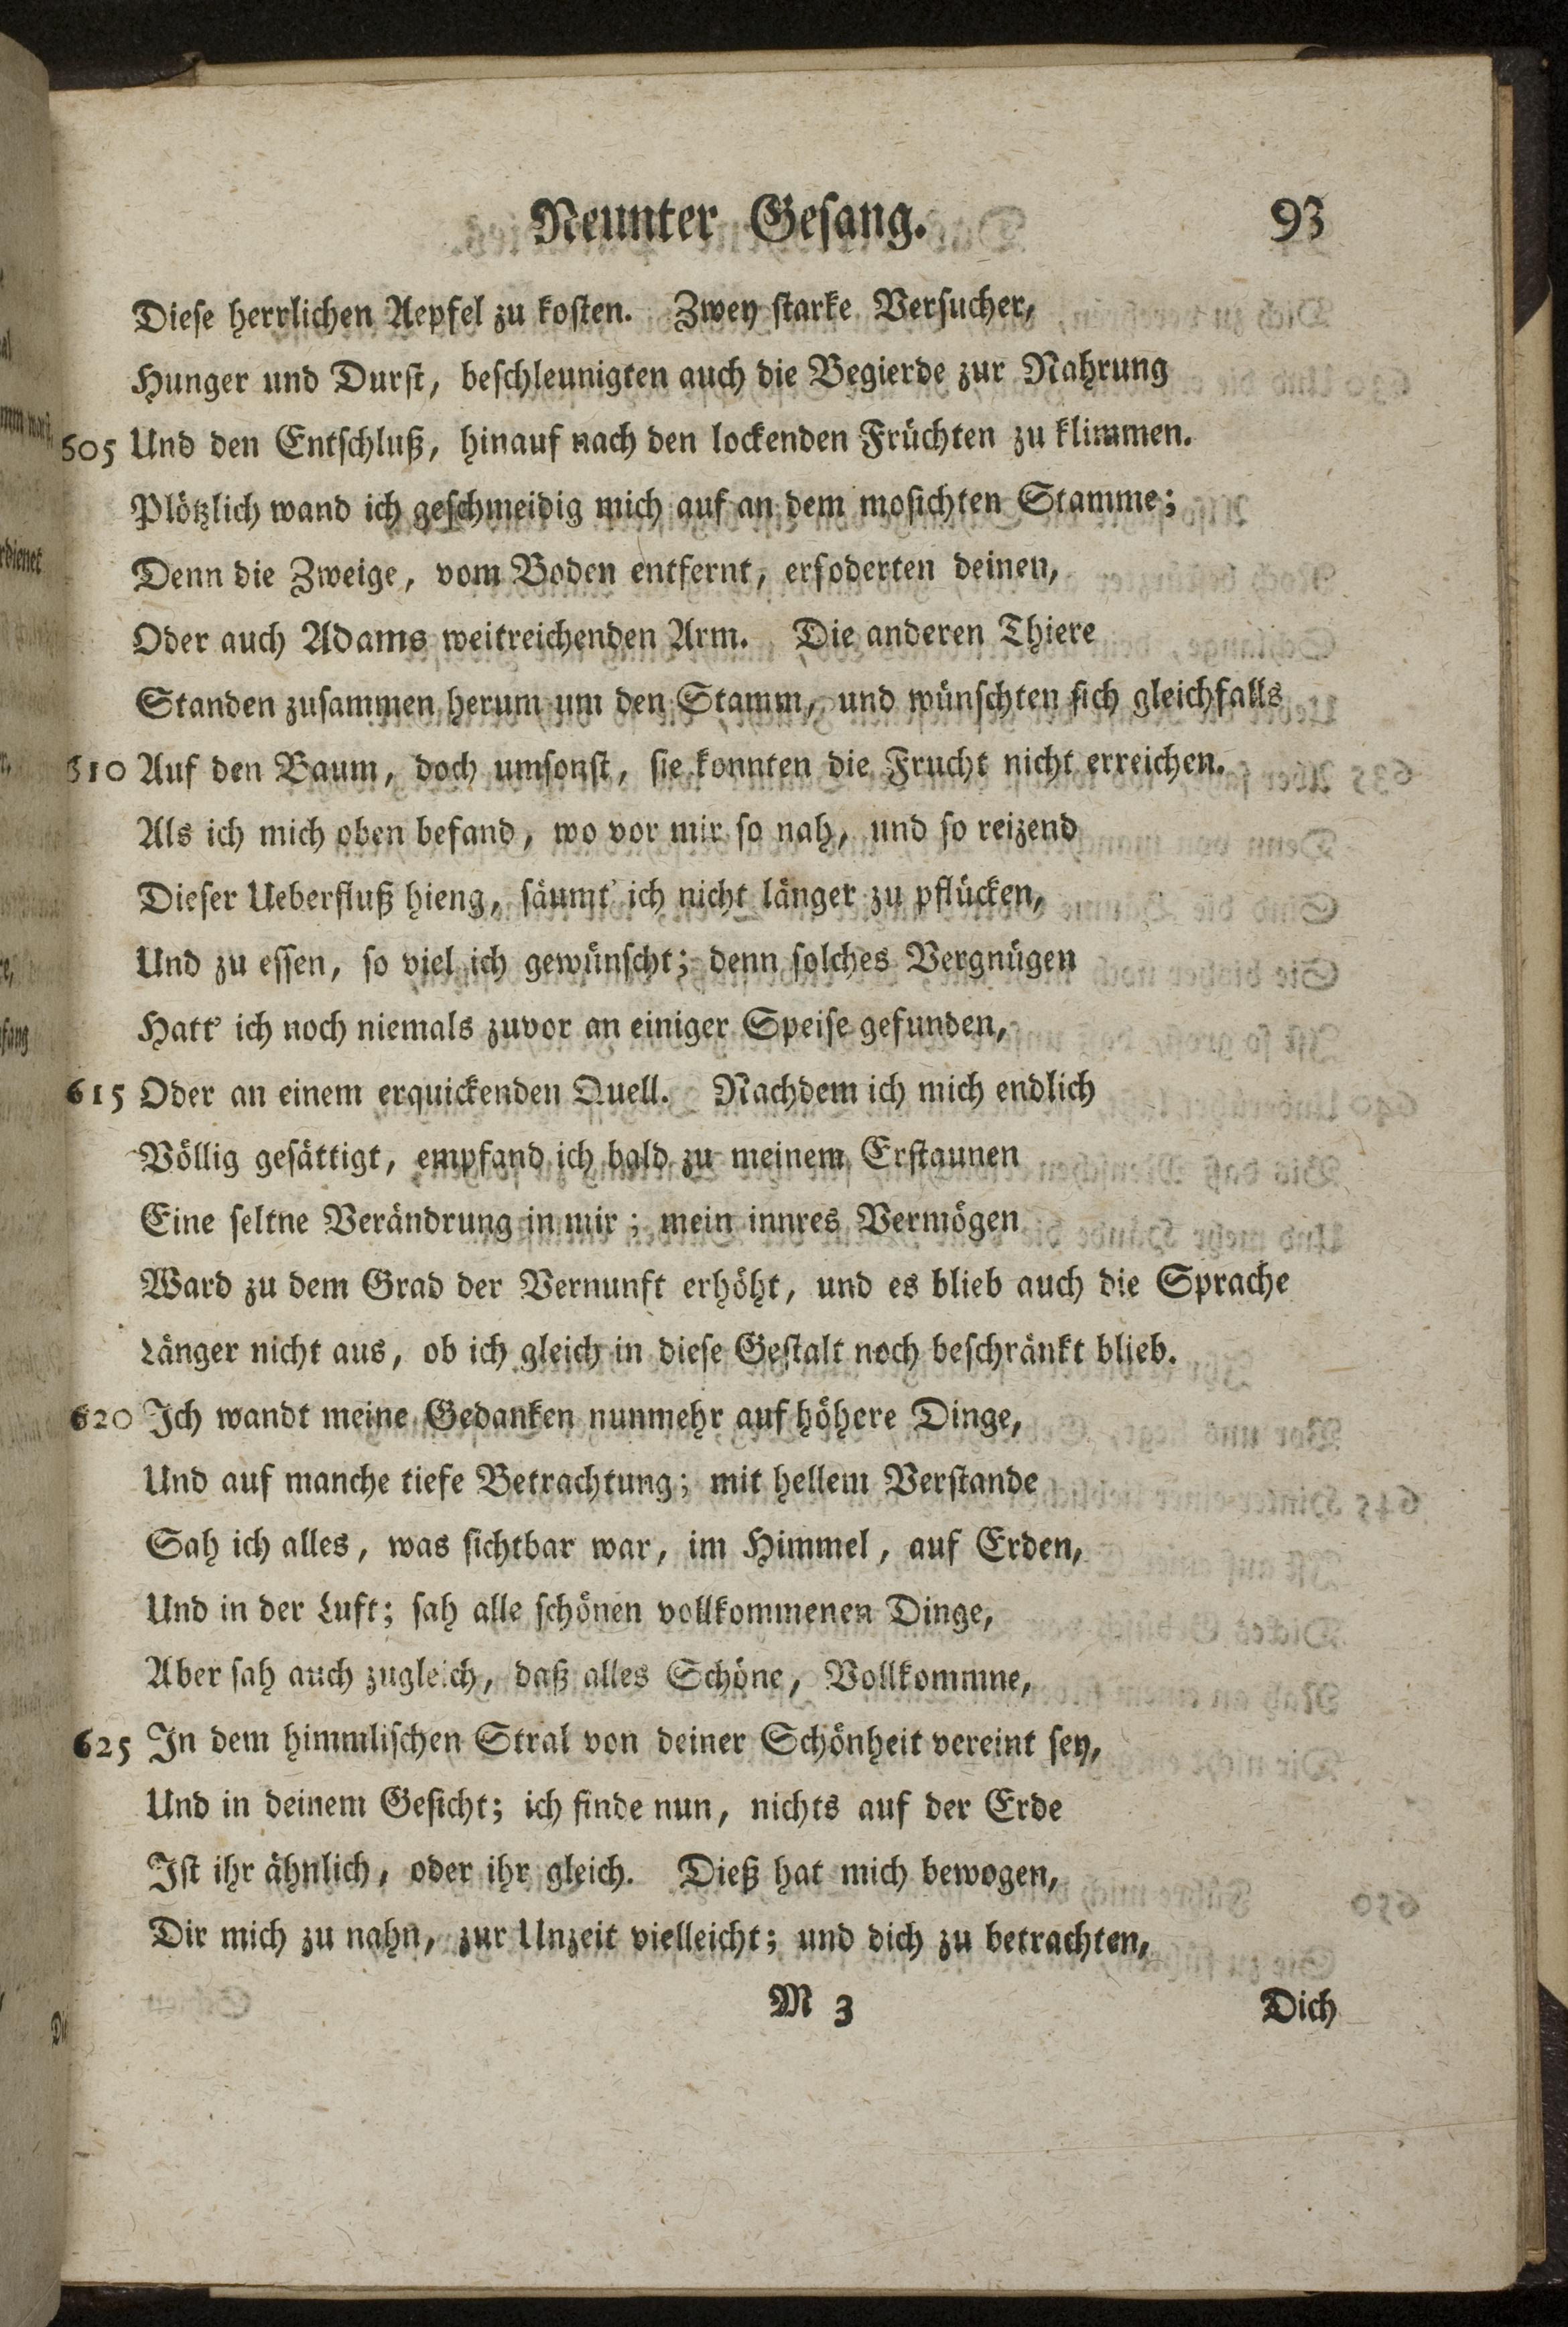 Neunter Gesang. 93
Diese herrlichen Aepfel zu kosten. Zwey starke Versucher,
Hunger und Durst, beschleunigten auch die Begierde zur Nahrung
605 Und den Entschluß, hinauf nach den lockenden Früchten zu klimmen.
Plötzlich wand ich geschmeidig mich auf an dem mosichten Stamme;
Denn die Zweige, vom Boden entfernt, erfoderten deinen,
Oder auch Adams weitreichenden Arm. Die anderen Thiere
Standen zusammen herum um den Stamm, und wünschten sich gleichfalls
610 Auf den Baum, doch umsonst, sie konnten die Frucht nicht erreichen.
Als ich mich oben befand, wo vor mir so nah, und so reizend
Dieser Ueberfluß hieng, säumt' ich nicht länger zu pflücken,
Und zu essen, so viel ich gewünscht; denn solches Vergnügen
Hatt' ich noch niemals zuvor an einiger Speise gefunden,
615 Oder an einem erquickenden Quell. Nachdem ich mich endlich
Völlig gesättigt, empfand ich bald zu meinem Erstaunen
Eine seltne Verändrung in mir; mein innres Vermögen
Ward zu dem Grad der Vernunft erhöht, und es blieb auch die Sprache
Länger nicht aus, ob ich gleich in diese Gestalt noch beschränkt blieb.
620 Ich wandt meine Gedanken nunmehr auf höhere Dinge,
Und auf manche tiefe Betrachtung; mit hellem Verstande
Sah ich alles, was sichtbar war, im Himmel, auf Erden,
Und in der Luft; sah alle schönen vollkommenen Dinge,
Aber sah auch zugleich, daß alles Schöne, Vollkommne,
625 In dem himmlischen Stral von deiner Schönheit vereint sey,
Und in deinem Gesicht; ich finde nun, nichts auf der Erde
Ist ihr ähnlich, oder ihr gleich. Dieß hat mich bewogen,
Dir mich zu nahn, zur Unzeit vielleicht; und dich zu betrachten,
M 3 Dich